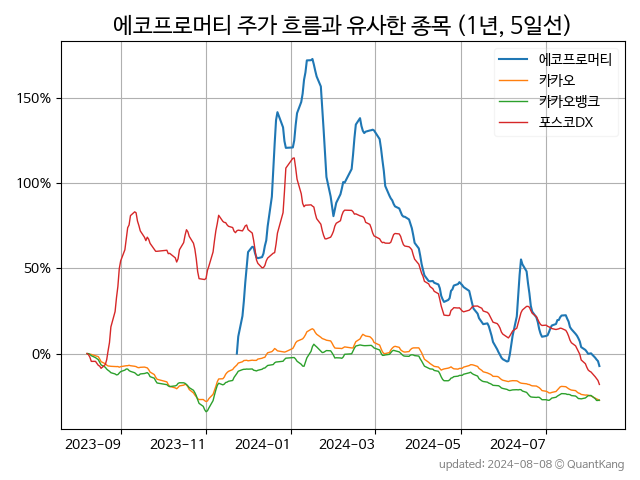 에코프로머티 주가 흐름과 유사한 종목 (1년, 5일선)
에코프로머티
카카오
카카오뱅크
포스코DX
150%
100%
50%
0%
2023-09 2023-11 2024-01 2024-03 2024-05 2024-07
updated: 2024-08-08 © QuantKang